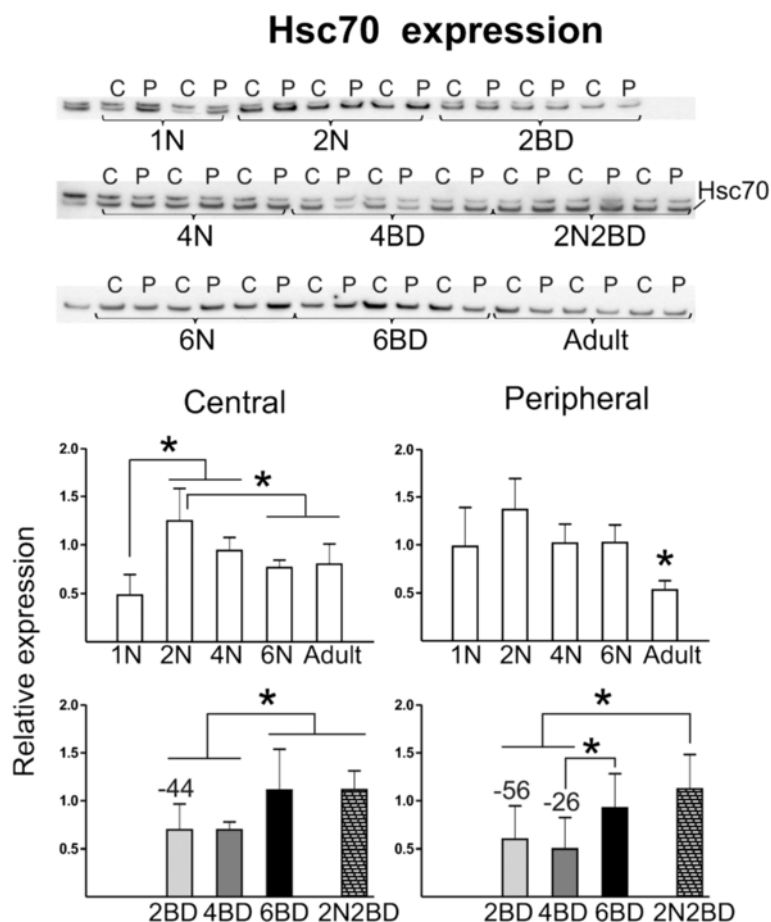 Hsc70 expression
C P C P C P C P C P C P C P C P
1N 2N 2BD
C P C P C P C P C P C P C P C P C P
Hsc70
4N 4BD 2N2BD
C P C P C P C P C P C P C P C P C P
6N 6BD Adult
Central Peripheral
Relative expression
2.0 2.0
* 
1.5 * 1.5
1.0 1.0 *
0.5 0.5
1N 2N 4N 6N Adult 1N 2N 4N 6N Adult
2.0 2.0
* *
1.5 1.5 *
-44 -56
1.0 1.0 -26
0.5 0.5
2BD 4BD 6BD 2N2BD 2BD 4BD 6BD 2N2BD